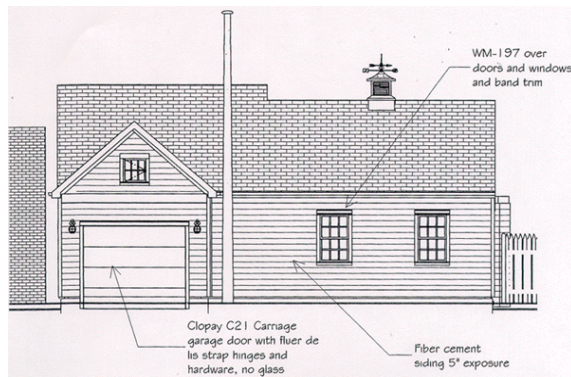 WM-197 over
doors and windows
and band trim
Clopay C21 Carriage
garage door with fluer de
lis strap hinges and
hardware, no glass
Fiber cement
siding 5" exposure